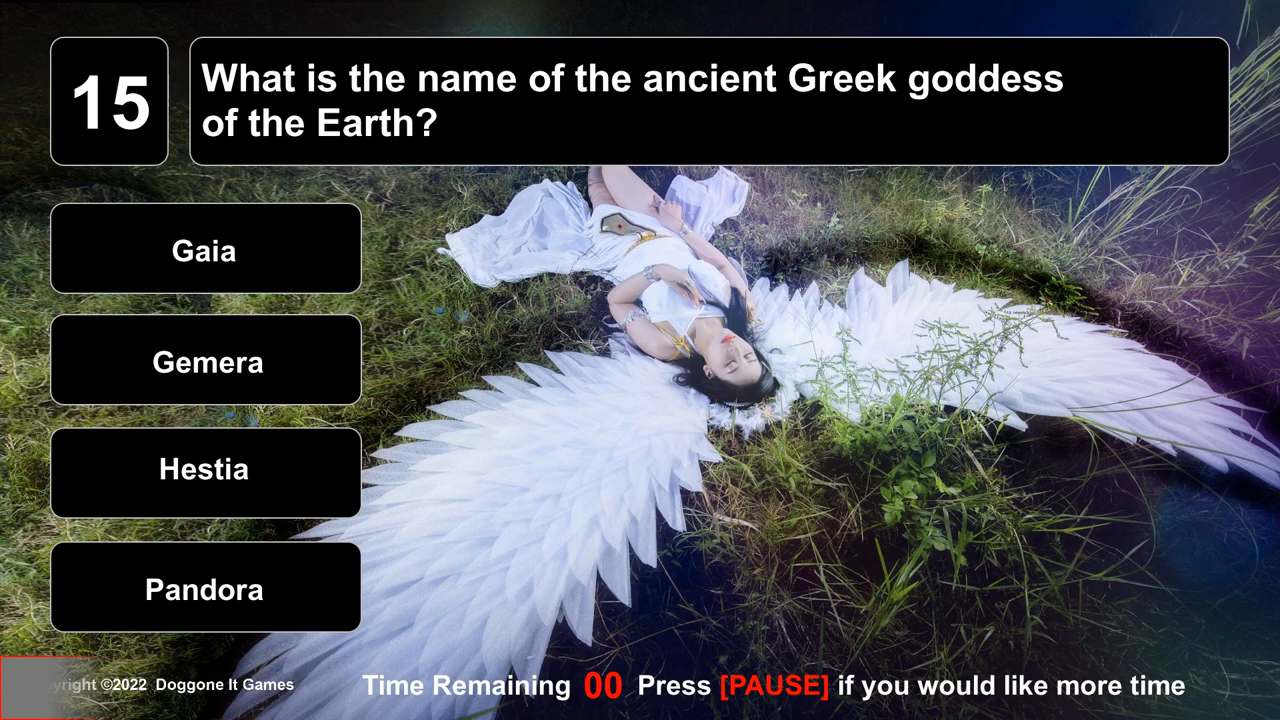 15
What is the name of the ancient Greek goddess
of the Earth?
Gaia
Gemera
Hestia
Pandora
©2022 Doggone It Games
Time Remaining 00 Press [PAUSE] if you would like more time